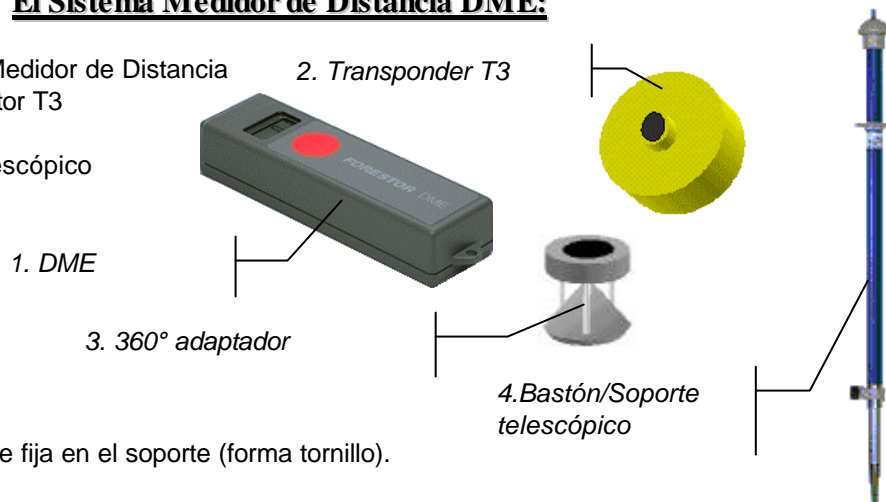 El Sistema Medidor de Distancia DME:
Medidor de Distancia
tor T3
escópico
2. Transponder T3
FORESTOR DME
1. DME
3. 360° adaptador
4.Bastón/Soporte
telescópico
e fija en el soporte (forma tornillo).